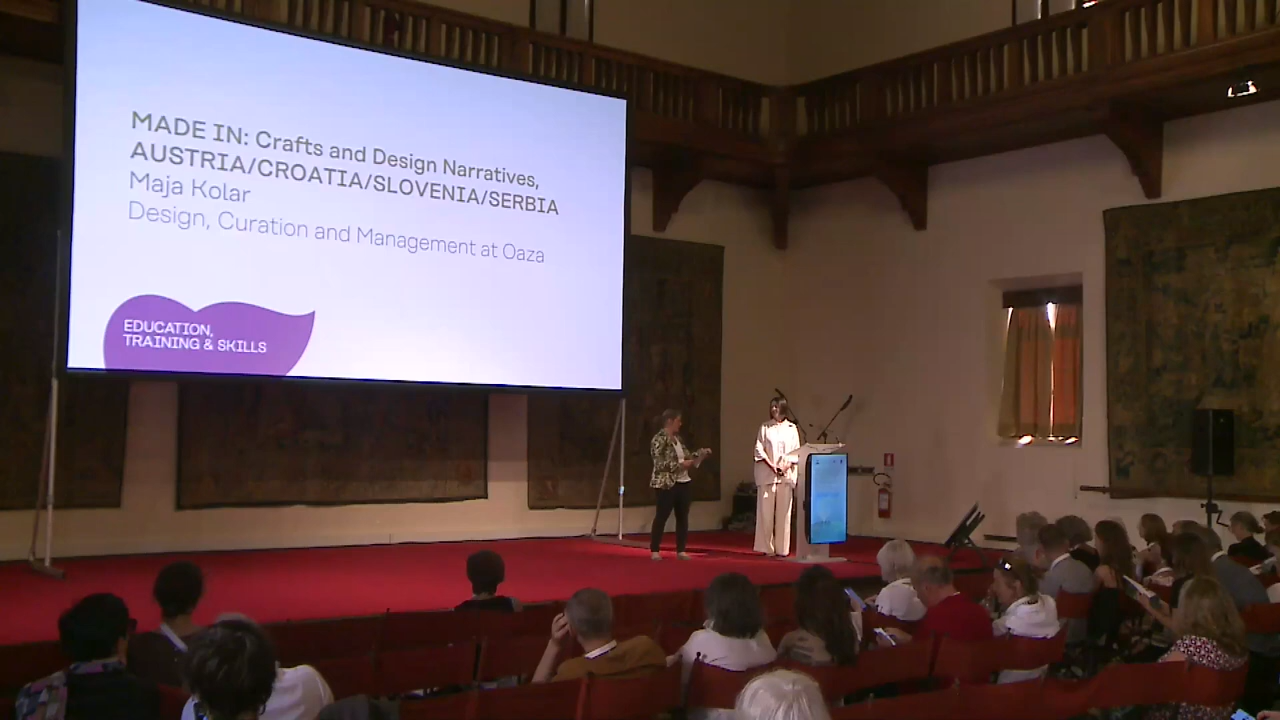 MADE IN: Crafts and Design Narratives,
AUSTRIA/CROATIA/SLOVENIA/SERBIA
Maja Kolar
Design, Curation and Management at Oaza
EDUCATION,
TRAINING & SKILLS